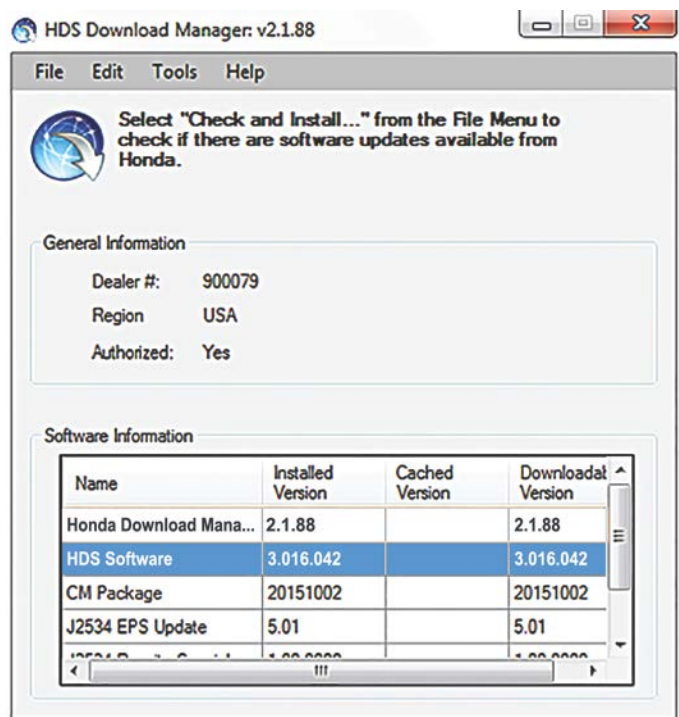 HDS Download Manager: v2.1.88
File Edit Tools Help
Select "Check and Install..." from the File Menu to
check if there are software updates available from
Honda.
General Information
Dealer #: 900079
Region USA
Authorized: Yes
Software Information
Name Installed Version Cached Version Downloadat Version
Honda Download Mana... 2.1.88 2.1.88
HDS Software 3.016.042 3.016.042
CM Package 20151002 20151002
J2534 EPS Update 5.01 5.01